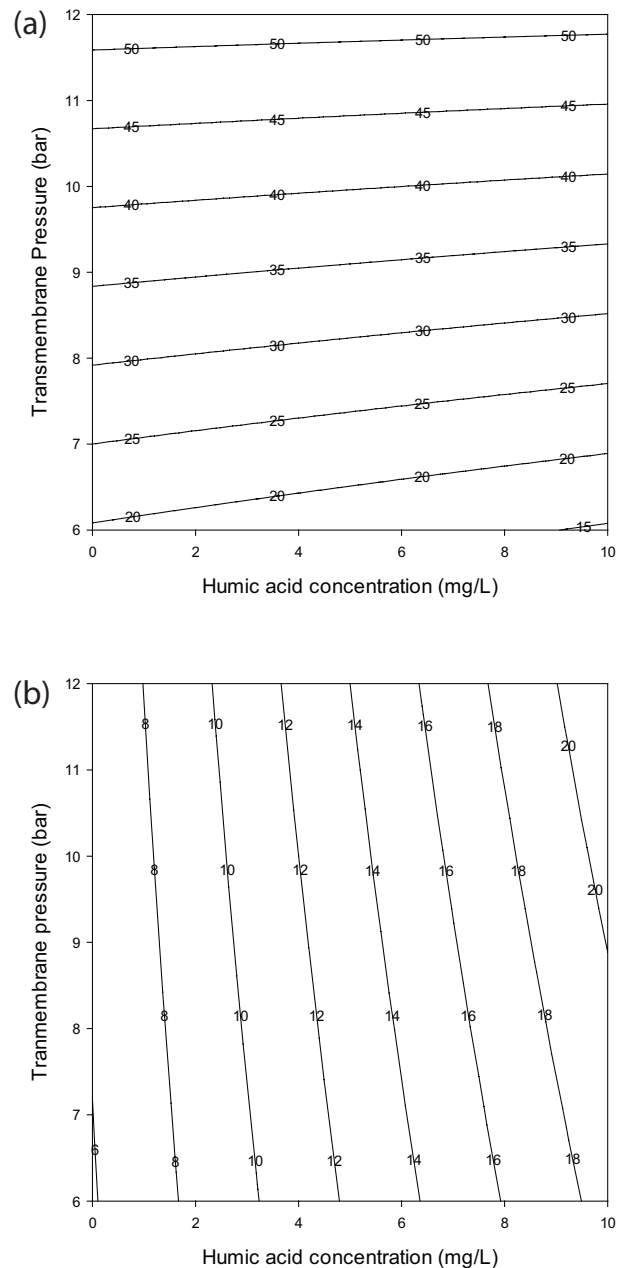 (a)
12
50 50 50 50
11
45 45 45 45
10
40 40 40 40
9
35 35 35 35
8
30 30 30 30
7
25 25 25 25
20 20 20 20
6
15
0 2 4 6 8 10
Transmembrane Pressure (bar)
Humic acid concentration (mg/L)
(b)
12
8 10 12 14 16 18 20
11
10
8 10 12 14 16 18 20
9
8
8 10 12 14 16 18
7
6 8 10 12 14 16 18
6
0 2 4 6 8 10
Tranmembrane pressure (bar)
Humic acid concentration (mg/L)